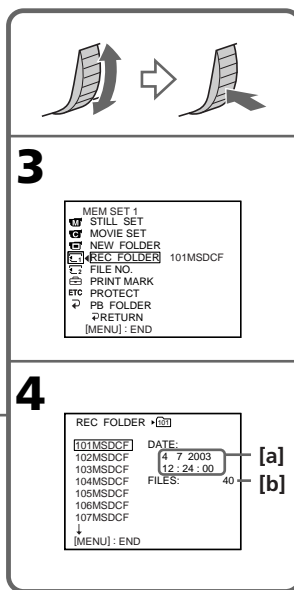 3
MEM SET 1
STILL SET
MOVIE SET
NEW FOLDER
1 REC FOLDER 101MSDCF
2 FILE NO.
PRINT MARK
ETC PROTECT
PB FOLDER
RETURN
[MENU] : END
4
REC FOLDER 101
101MSDCF DATE:
102MSDCF 4 7 2003 [a]
103MSDCF 12 : 24 : 00
104MSDCF FILES: 40 [b]
105MSDCF
106MSDCF
107MSDCF
[MENU] : END